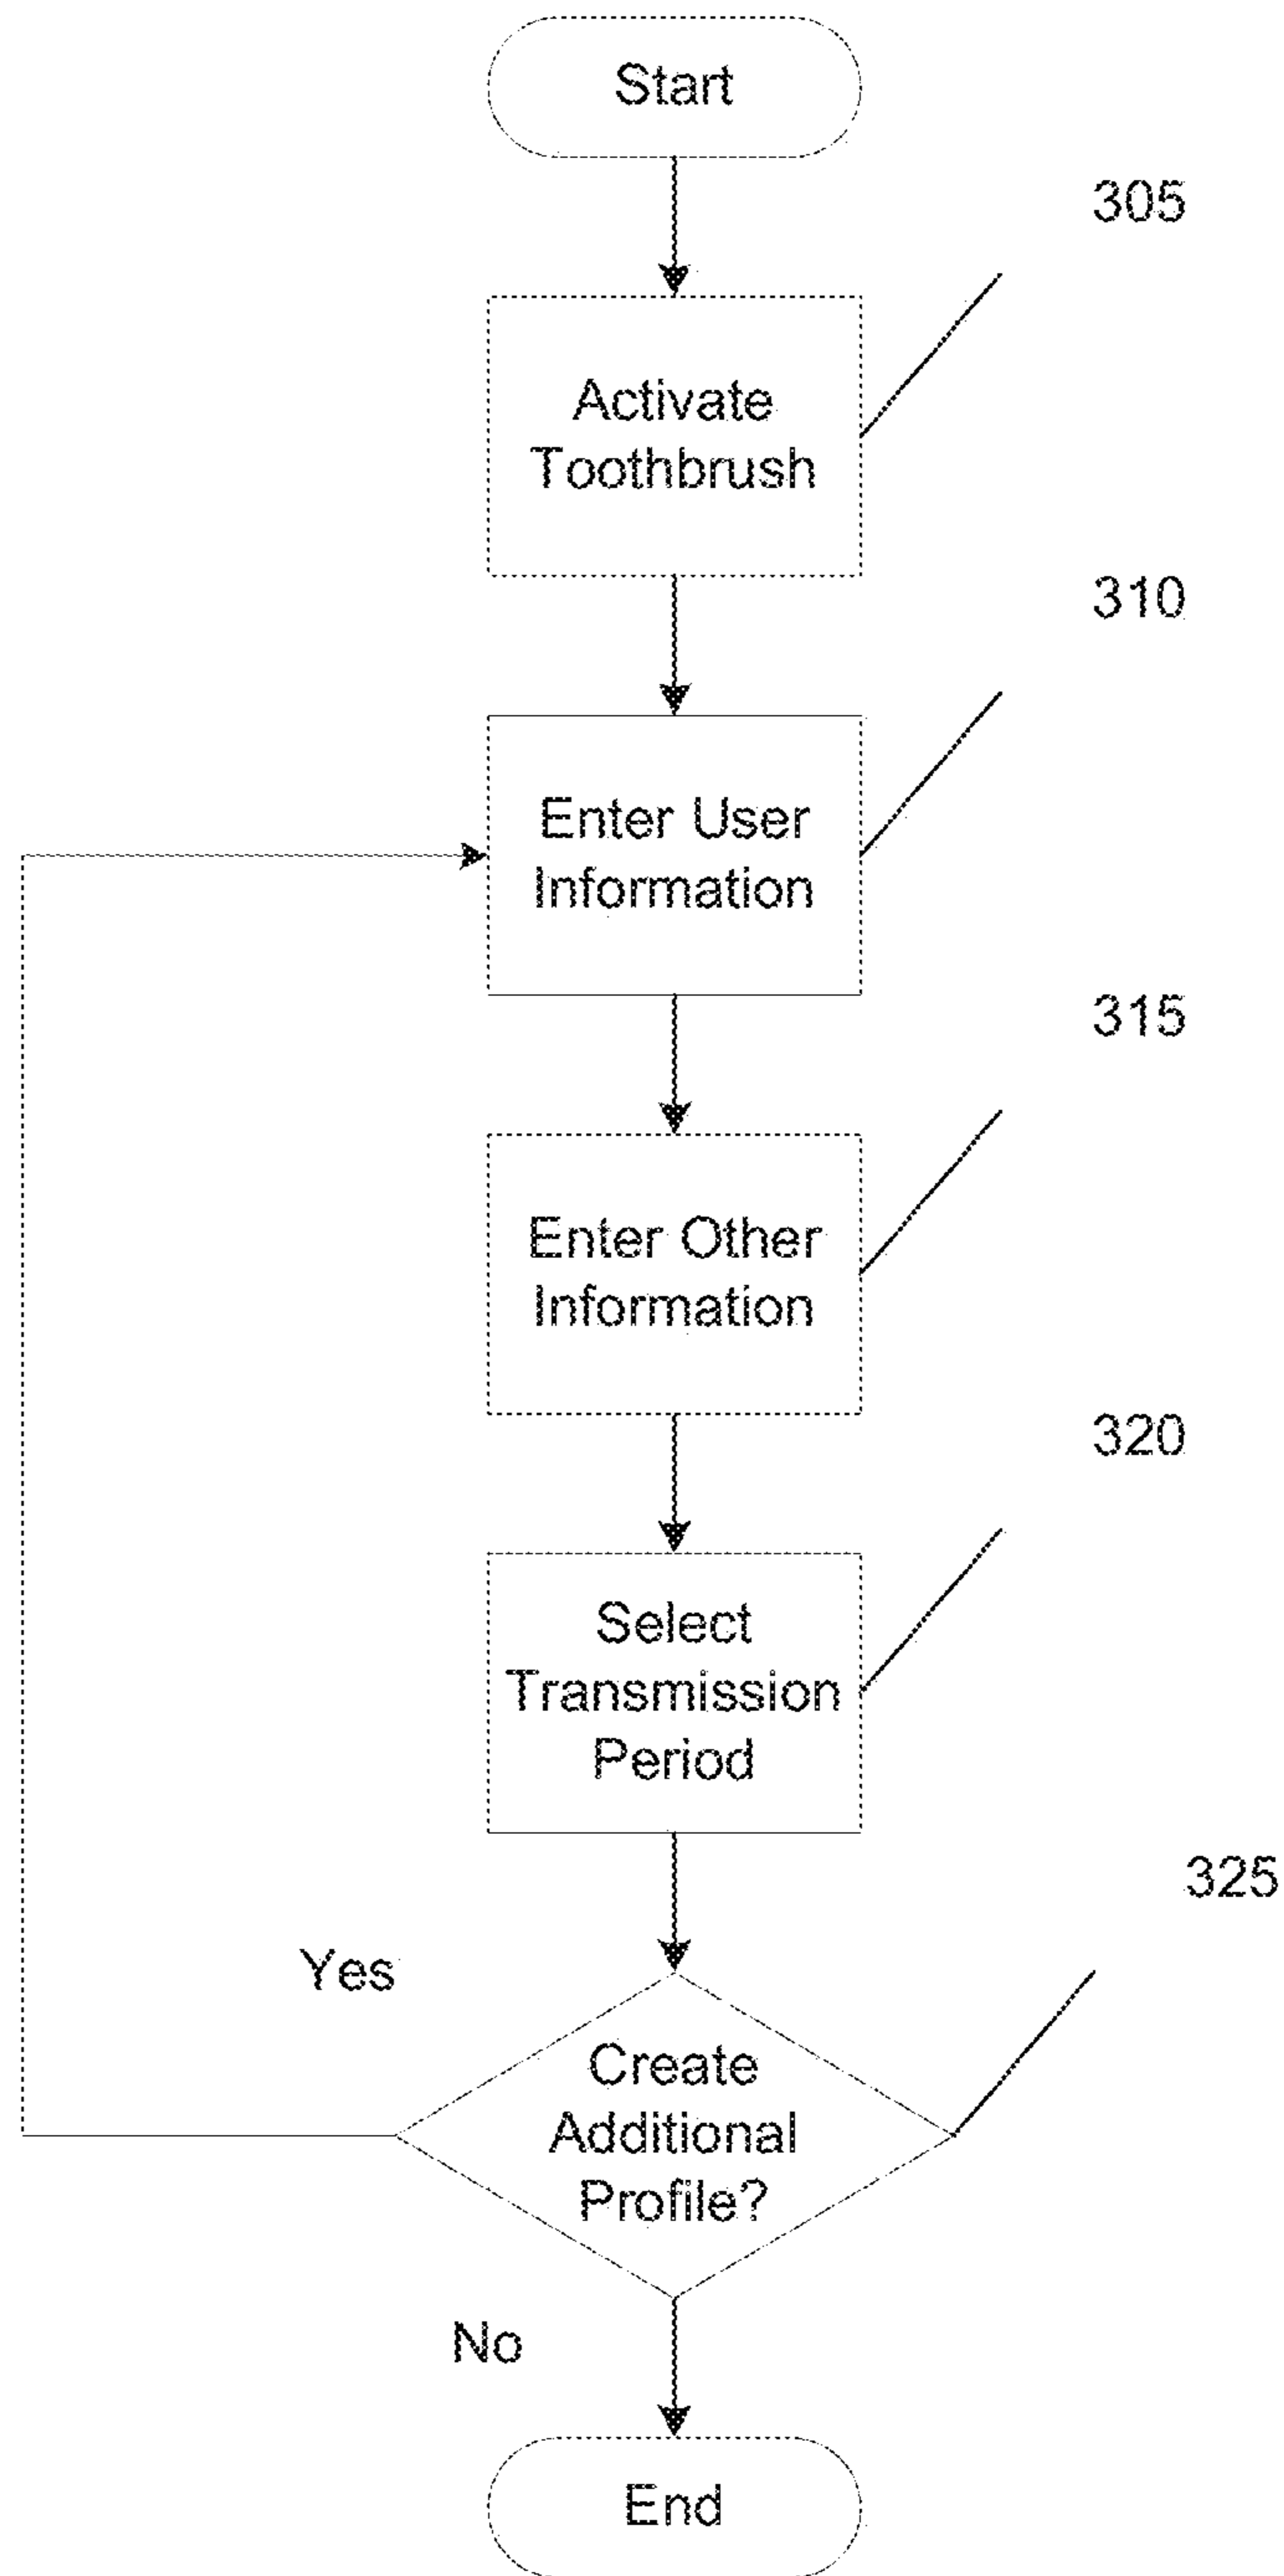 Start
305
Activate
Toothbrush
310
Enter User
Information
315
Enter Other
Information
320
Select
Transmission
Period
325
Yes
Create
Additional
Profile?
No
End